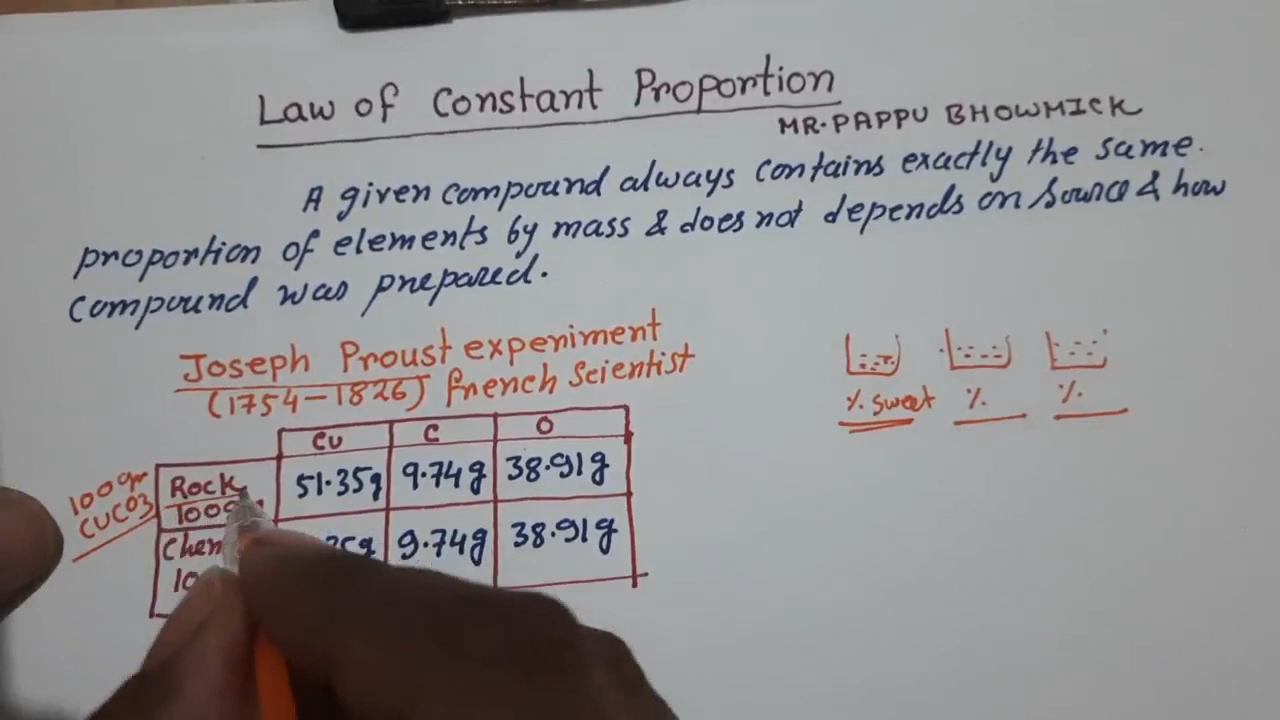 Law of Constant Proportion
MR. PAPPU BHOWMICK
A given compound always contains exactly the same
proportion of elements by mass & does not depends on source & how
compound was prepared.
Joseph Proust experiment
(1754-1826) french scientist
% sweet % %
Cu C O
100gm
CUCO3
Rock 51.35g 9.74g 38.91g
9.74g 38.91g